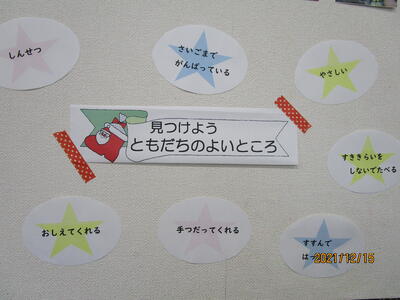 しんせつ
さいごまで
がんばっている
やさしい
見つけよう
ともだちのよいところ
すききらいを
しないでたべる
おしえてくれる
手つだってくれる
すすんで
2021/12/15